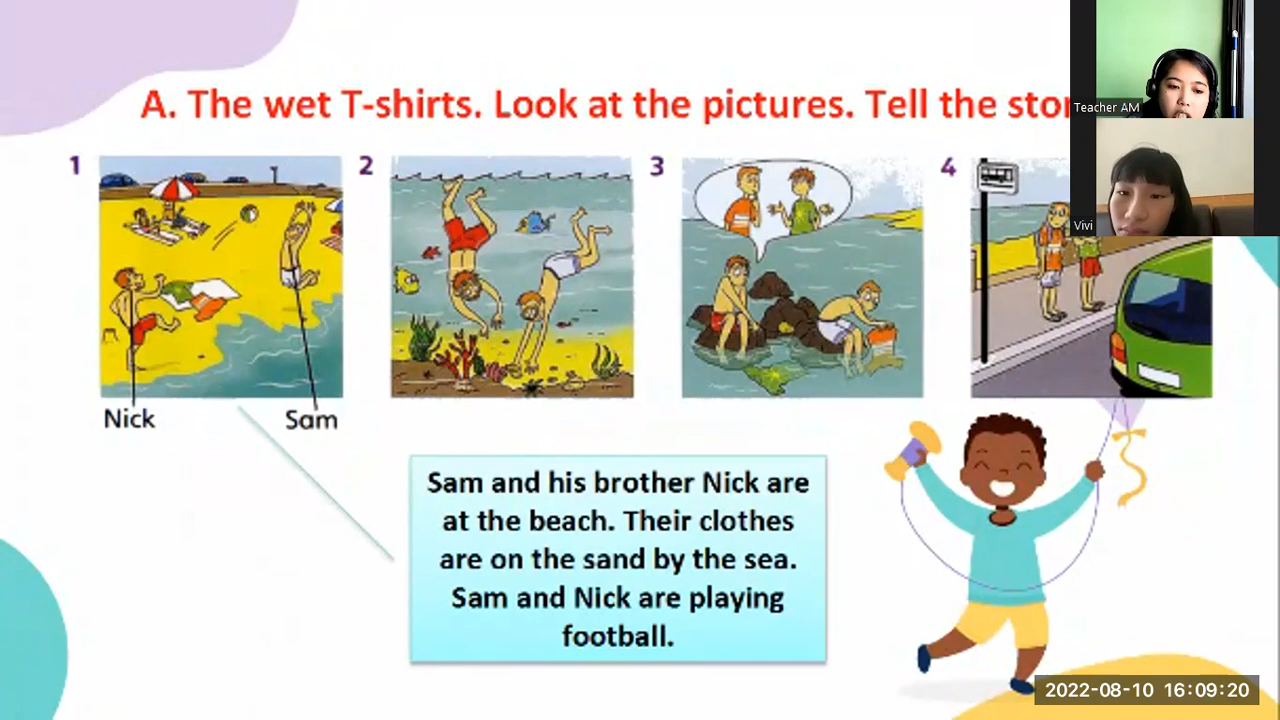 A. The wet T-shirts. Look at the pictures. Tell the stor
Teacher AM
Vivi
1
2
3
4
Nick
Sam
Sam and his brother Nick are
at the beach. Their clothes
are on the sand by the sea.
Sam and Nick are playing
football.
2022-08-10 16:09:20